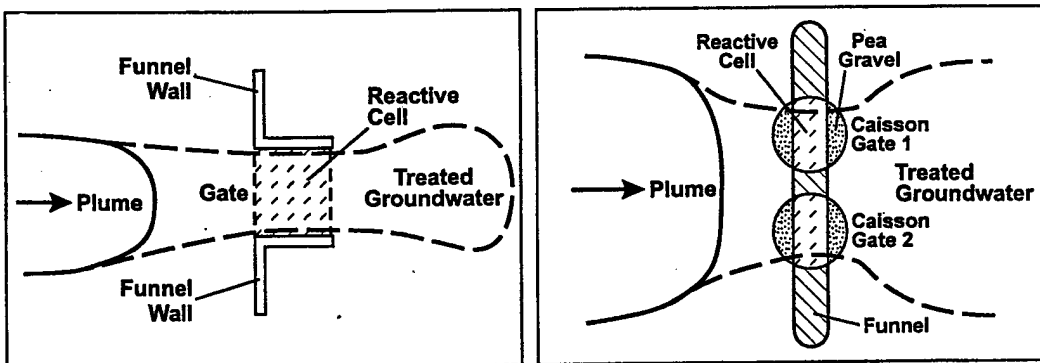 Funnel
Wall
Reactive
Cell
Plume
Gate
Treated
Groundwater
Funnel
Wall
Reactive
Cell
Pea
Gravel
Caisson
Gate 1
Plume
Treated
Groundwater
Caisson
Gate 2
Funnel